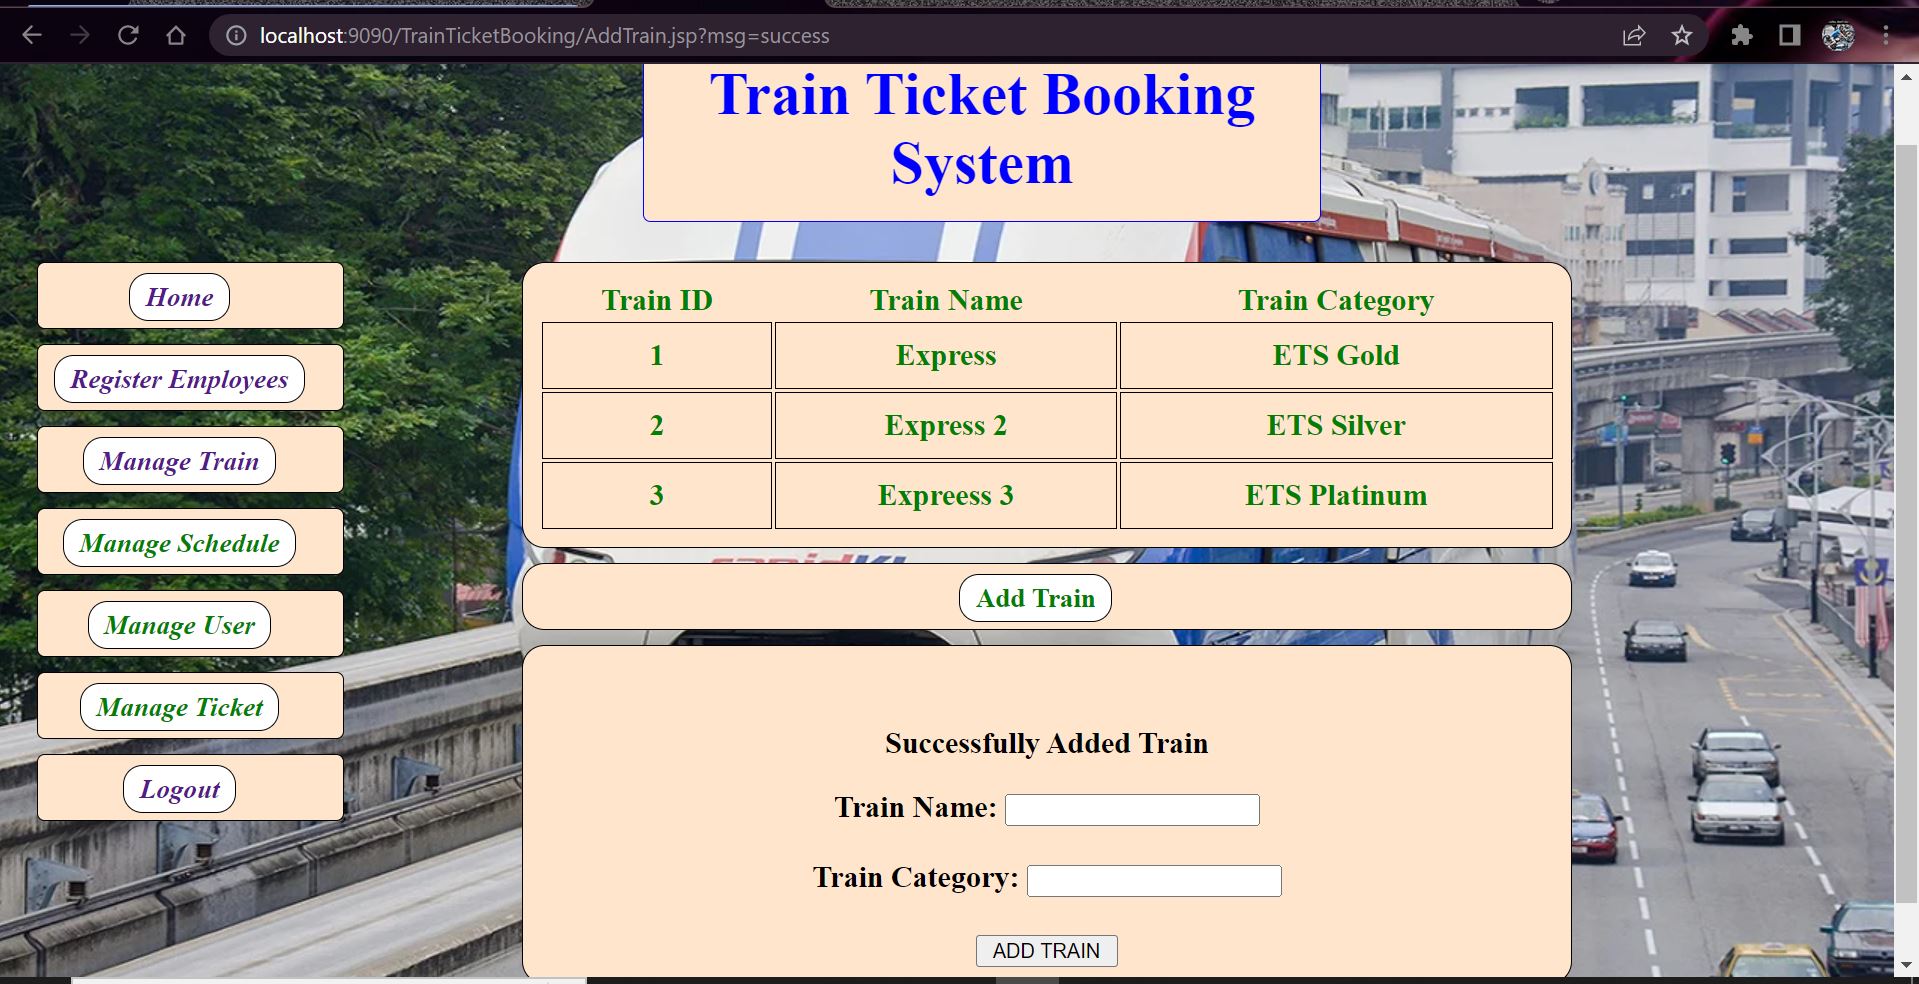 localhost:9090/TrainTicketBooking/AddTrain.jsp?msg=success
Train Ticket Booking
System
Home
Register Employees
Manage Train
Manage Schedule
Manage User
Manage Ticket
Logout
Train ID Train Name Train Category
1 Express ETS Gold
2 Express 2 ETS Silver
3 Expreess 3 ETS Platinum
Add Train
Successfully Added Train
Train Name:
Train Category:
ADD TRAIN